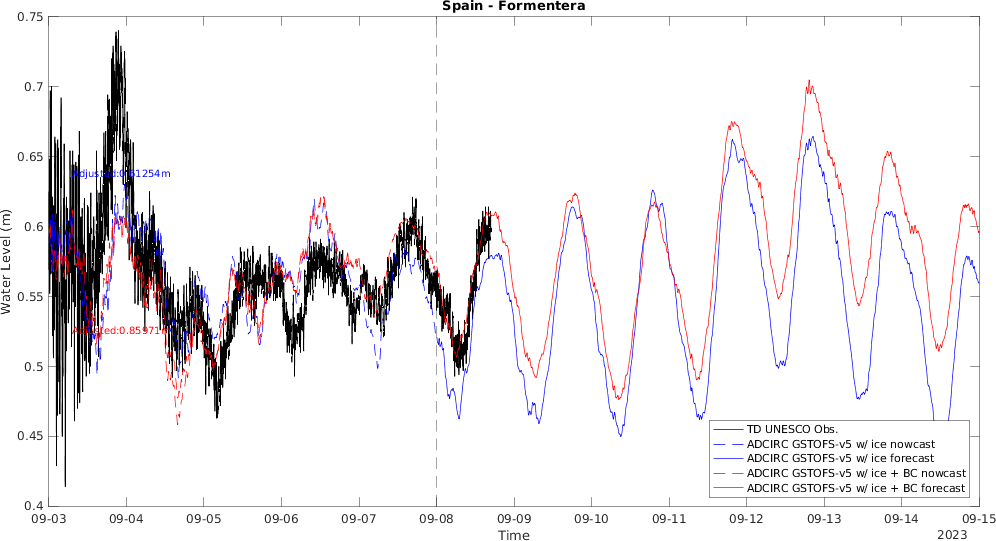 Spain - Formentera
Water Level (m)
0.75
0.7
0.65
0.6
0.55
0.5
0.45
0.4
Adjusted:0.61254m
TD UNESCO Obs.
ADCIRC GSTOFS-v5 w/ ice nowcast
ADCIRC GSTOFS-v5 w/ ice forecast
ADCIRC GSTOFS-v5 w/ ice + BC nowcast
ADCIRC GSTOFS-v5 w/ ice + BC forecast
09-03 09-04 09-05 09-06 09-07 09-08 09-09 09-10 09-11 09-12 09-13 09-14 09-15
Time
2023